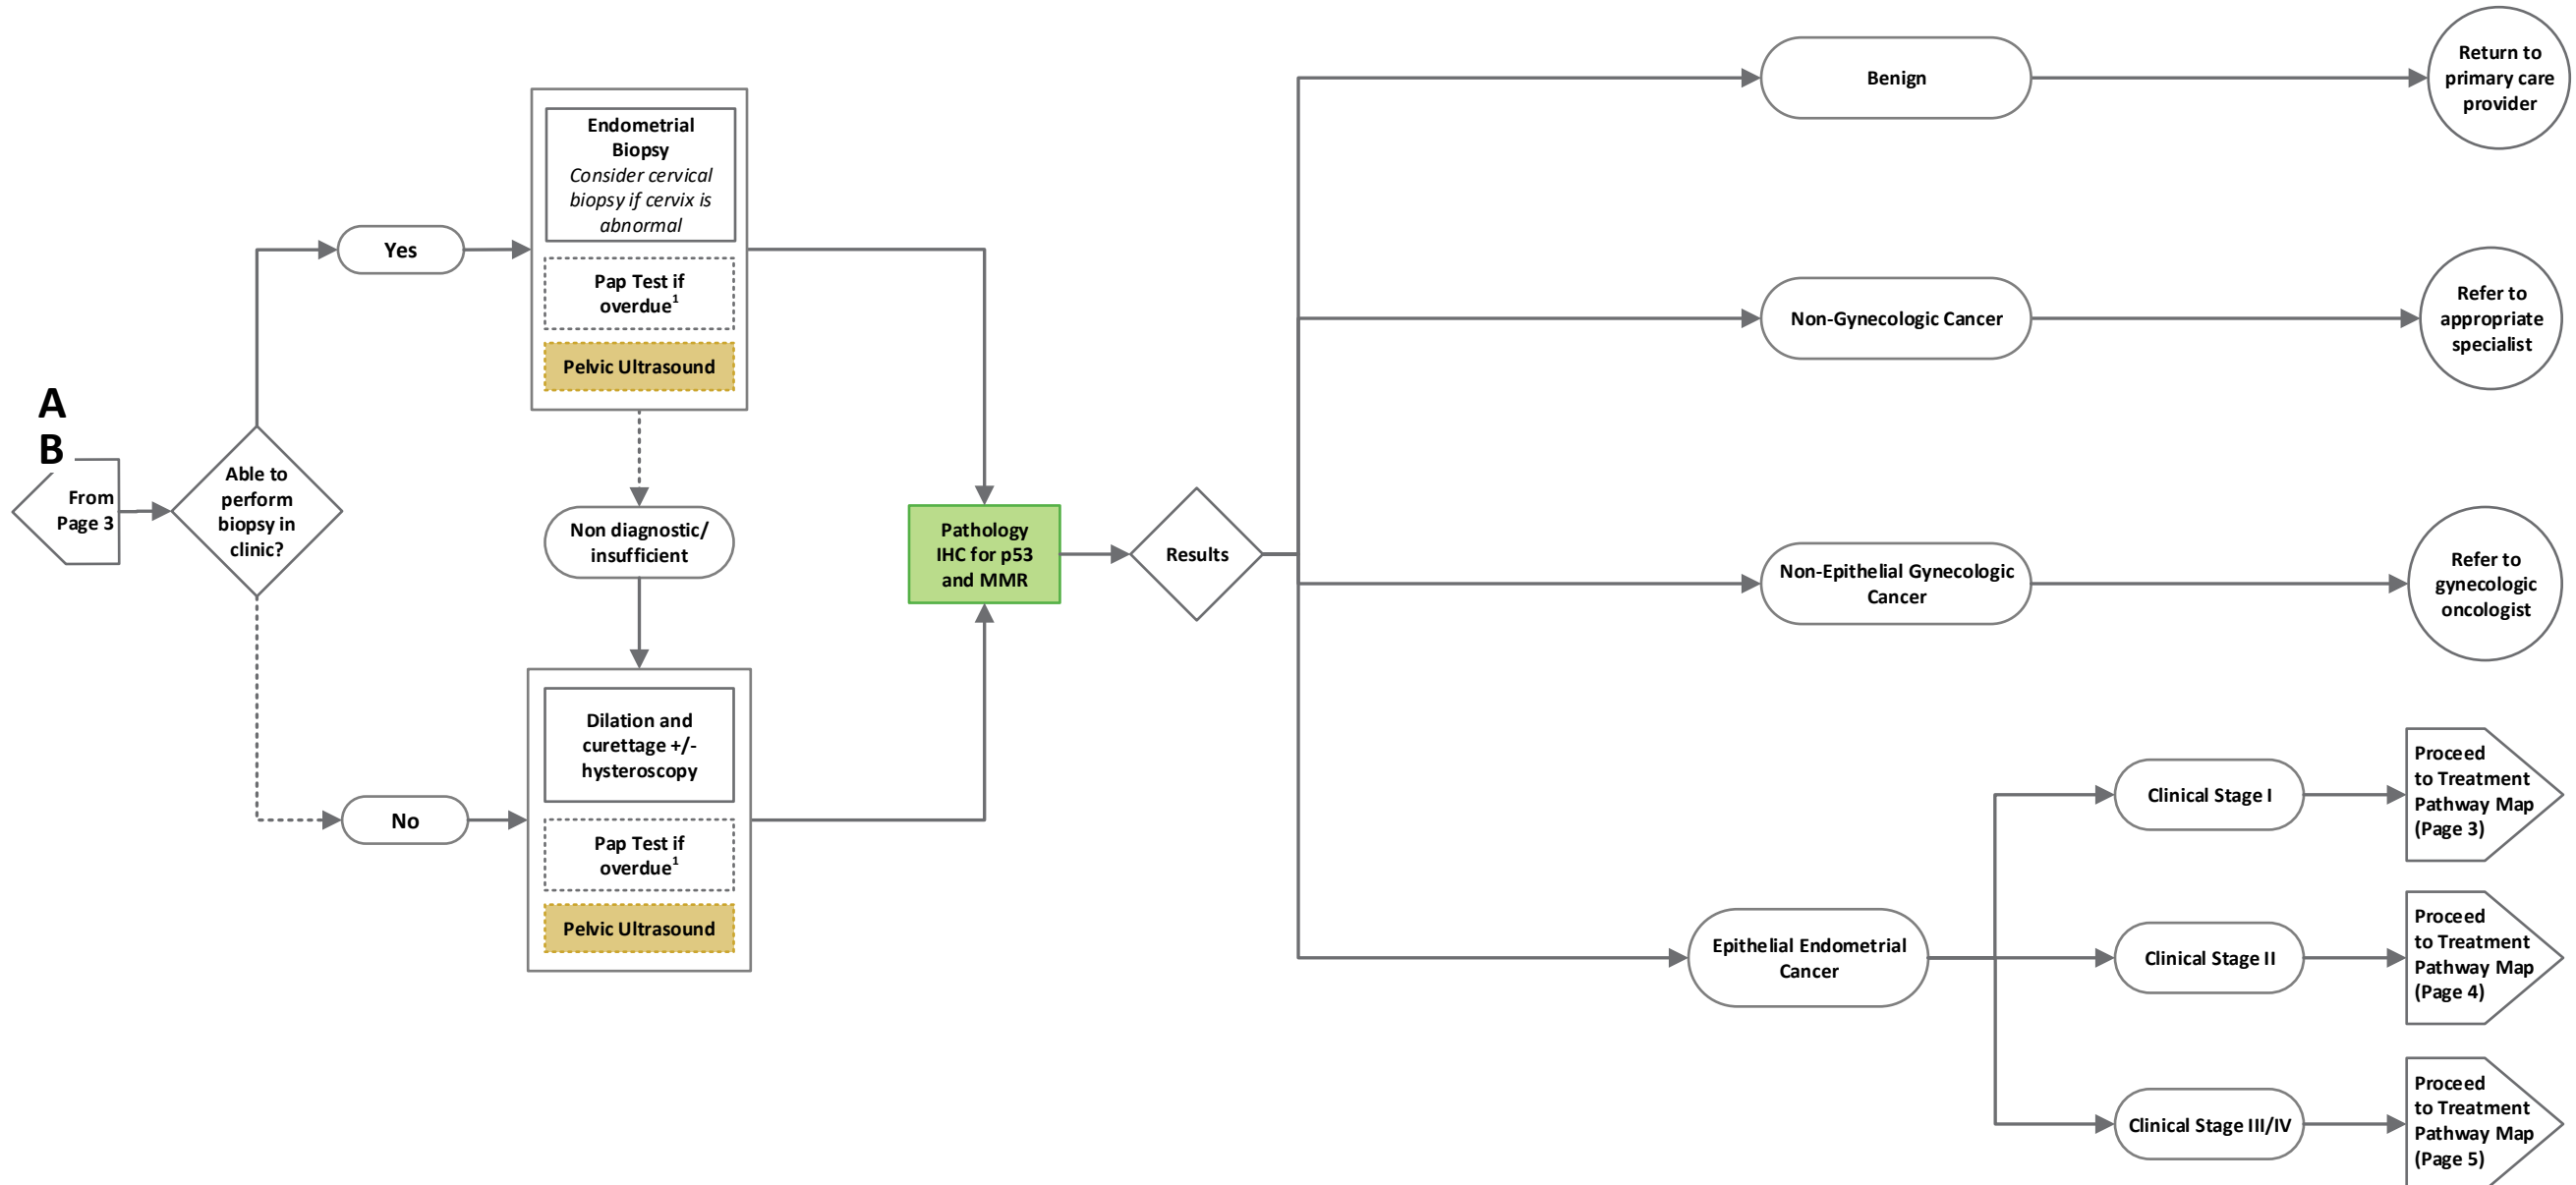 A
B
From
Page 3
Able to
perform
biopsy in
clinic?
Yes
No
Endometrial
Biopsy
Consider cervical
biopsy if cervix is
abnormal
Pap Test if
overdue¹
Pelvic Ultrasound
Non diagnostic/
insufficient
Dilation and
curettage +/-
hysteroscopy
Pap Test if
overdue¹
Pelvic Ultrasound
Pathology
IHC for p53
and MMR
Results
Benign
Return to
primary care
provider
Non-Gynecologic Cancer
Refer to
appropriate
specialist
Non-Epithelial Gynecologic
Cancer
Refer to
gynecologic
oncologist
Epithelial Endometrial
Cancer
Clinical Stage I
Proceed
to Treatment
Pathway Map
(Page 3)
Clinical Stage II
Proceed
to Treatment
Pathway Map
(Page 4)
Clinical Stage III/IV
Proceed
to Treatment
Pathway Map
(Page 5)